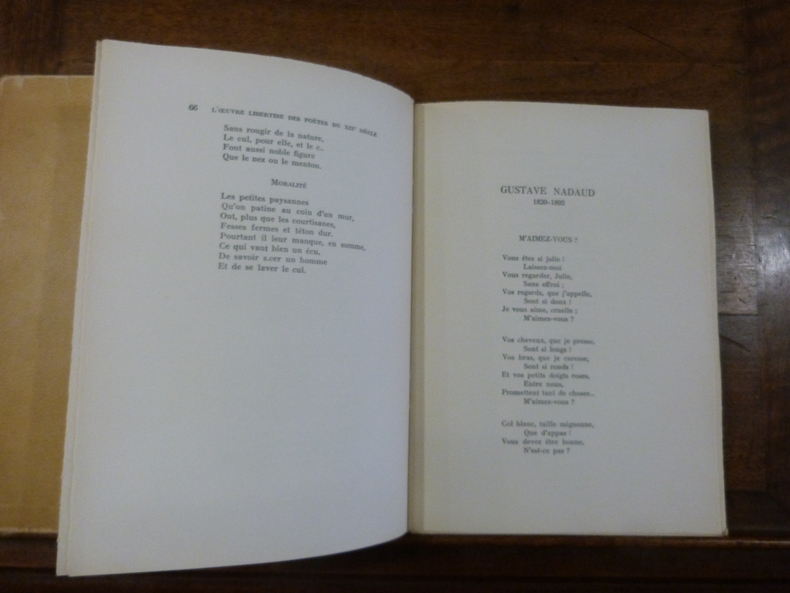 66 L'ŒUVRE LIBERTINE DES POÈTES DU XIXᵉ SIÈCLE
Sans rougir de la nature,
Le cul, pour elle, et le c..
Font aussi noble figure
Que le nez ou le menton.
MORALITÉ
Les petites paysannes
Qu'on patine au coin d'un mur,
Ont, plus que les courtisanes,
Fesses fermes et téton dur.
Pourtant il leur manque, en somme,
Ce qui vaut bien un écu,
De savoir s.cer un homme
Et de se laver le cul.
GUSTAVE NADAUD
1820-1893
M'AIMEZ-VOUS ?
Vous êtes si jolie !
Laissez-moi
Vous regarder, Julie,
Sans effroi ;
Vos regards, que j'appelle,
Sont si doux !
Je vous aime, cruelle ;
M'aimez-vous ?
Vos cheveux, que je presse,
Sont si longs !
Vos bras, que je caresse,
Sont si ronds !
Et vos petits doigts roses,
Entre nous,
Promettent tant de choses...
M'aimez-vous ?
Col blanc, taille mignonne,
Que d'appas !
Vous devez être bonne,
N'est-ce pas ?